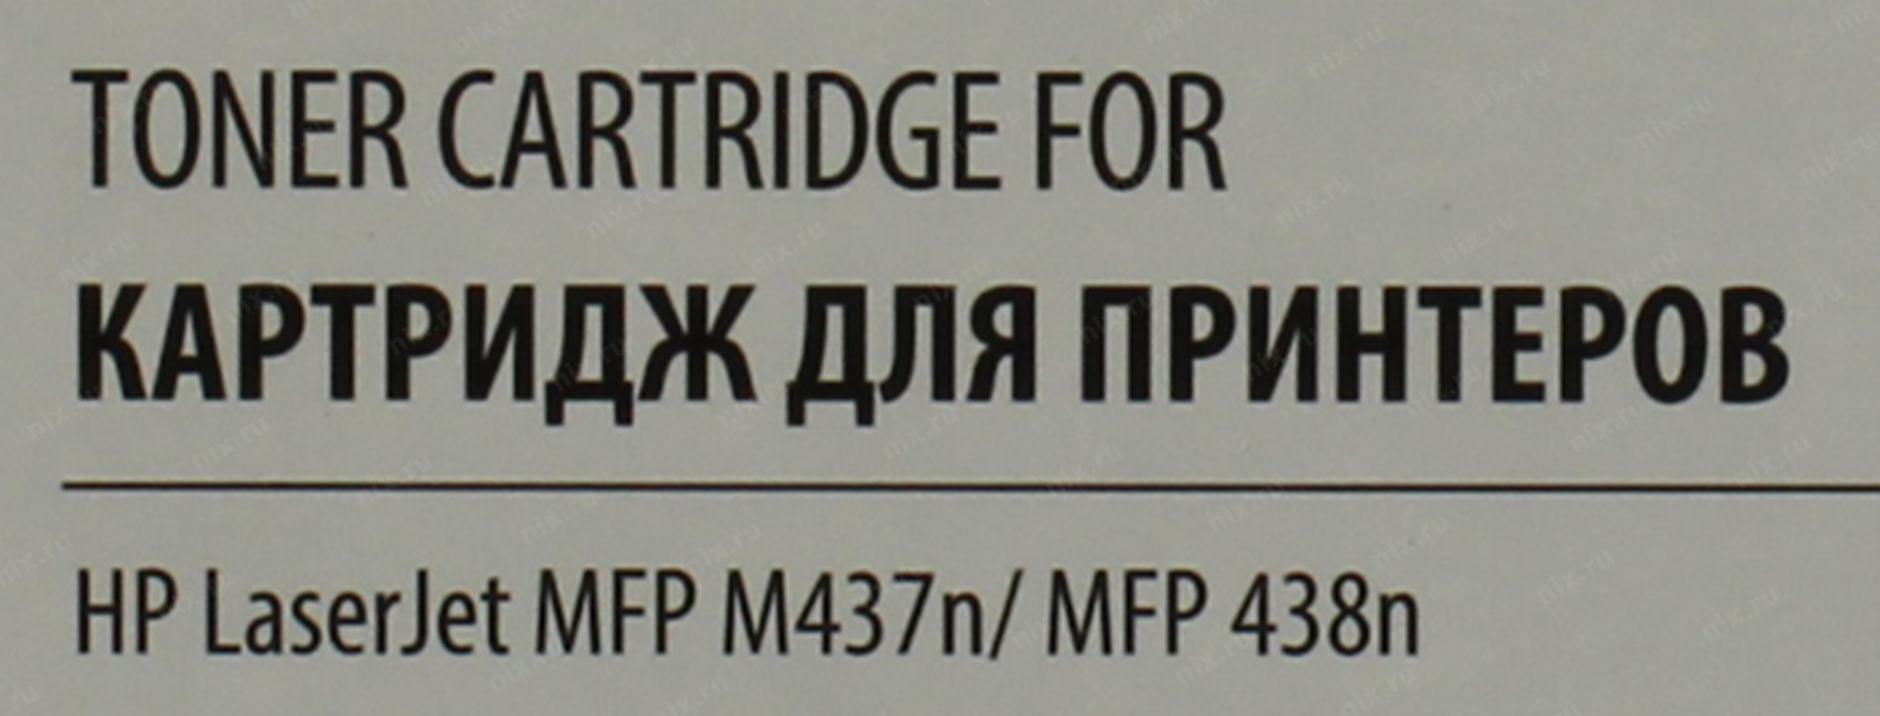 TONER CARTRIDGE FOR
КАРТРИДЖ ДЛЯ ПРИНТЕРОВ
HP LaserJet MFP M437n/ MFP 438n